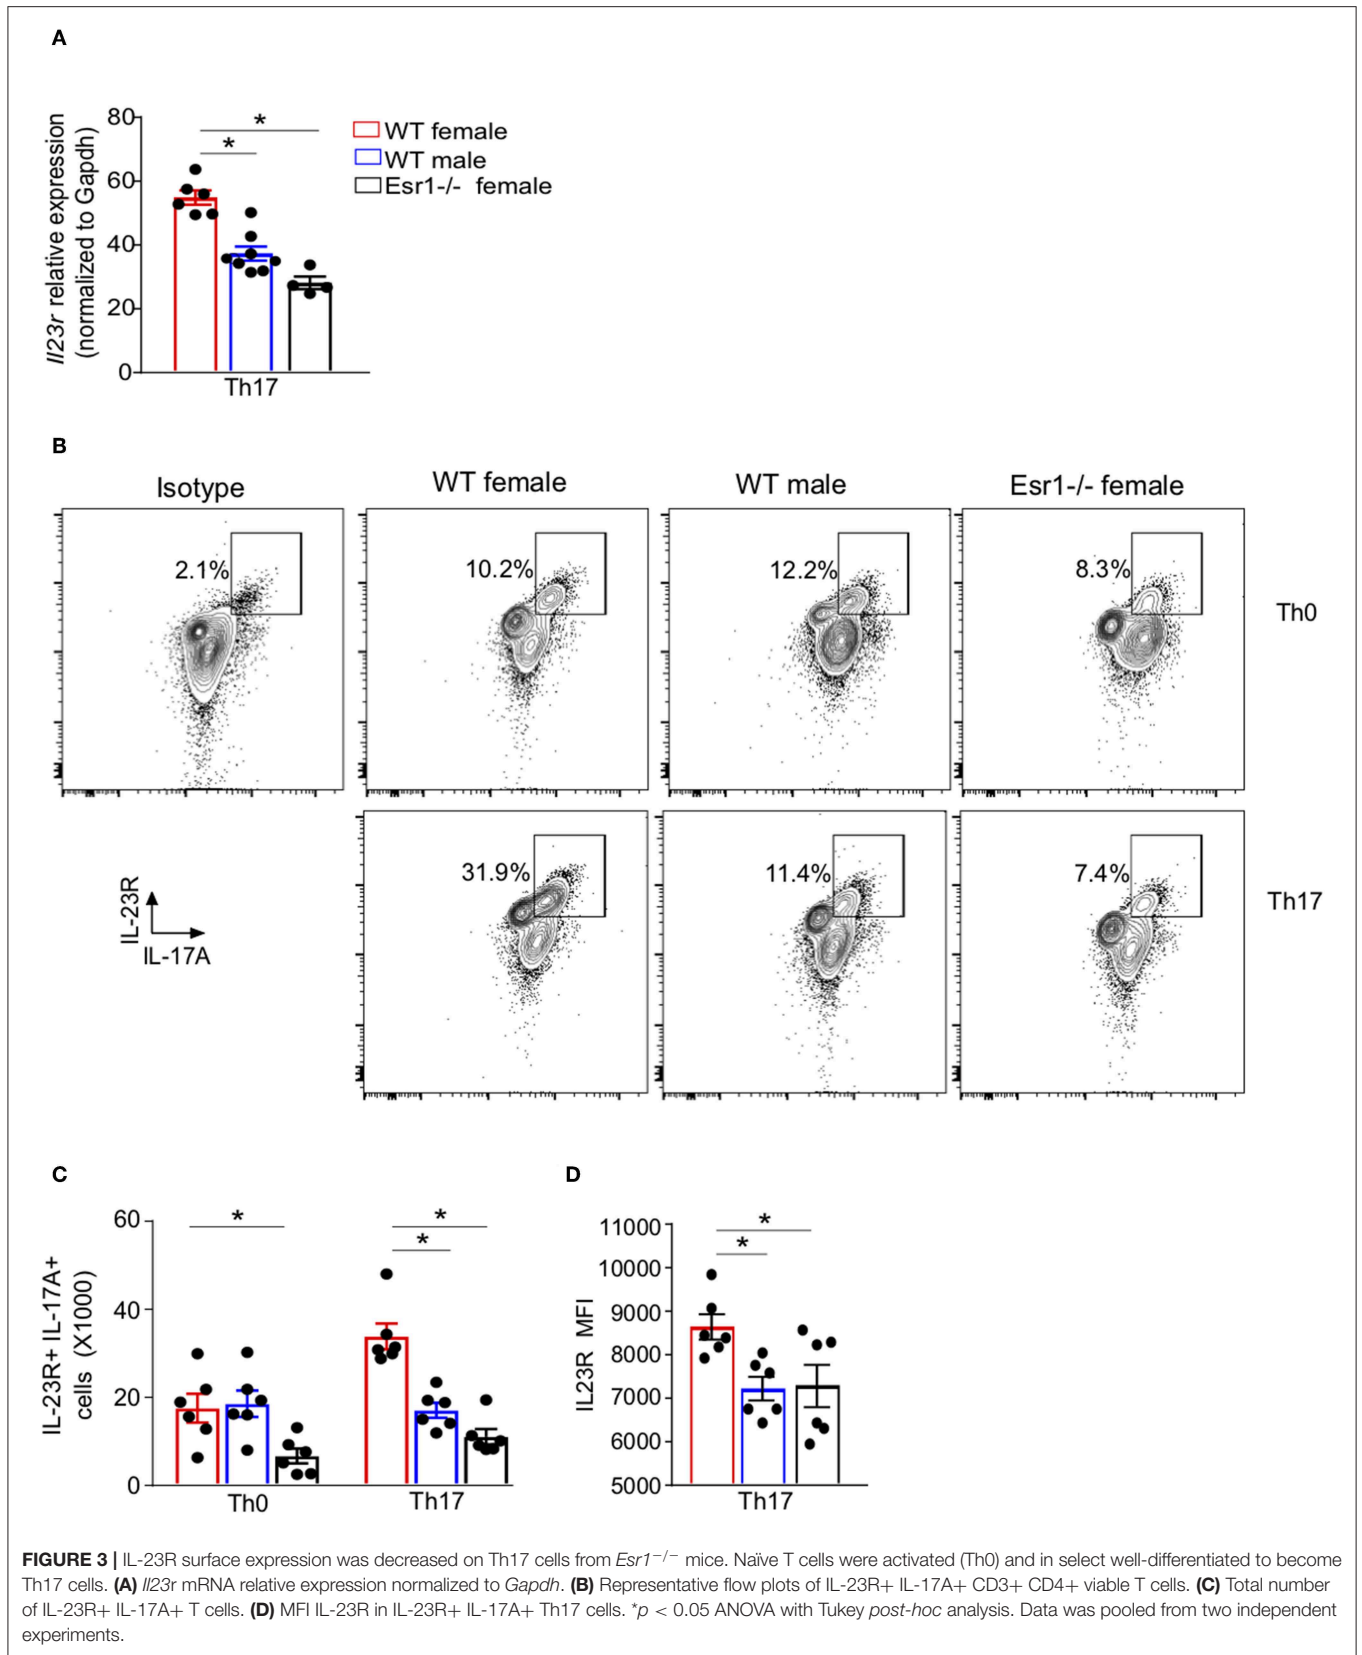 A
Il23r relative expression
(normalized to Gapdh)
80
60
40
20
0
*
*
WT female
WT male
Esr1-/- female
Th17
B
Isotype
WT female
WT male
Esr1-/- female
2.1%
10.2%
12.2%
8.3%
Th0
31.9%
11.4%
7.4%
Th17
IL-23R
IL-17A
C
IL-23R+ IL-17A+
cells (X1000)
60
40
20
0
*
*
*
Th0
Th17
D
IL23R MFI
11000
10000
9000
8000
7000
6000
5000
*
*
Th17
FIGURE 3 | IL-23R surface expression was decreased on Th17 cells from Esr1−/− mice. Naïve T cells were activated (Th0) and in select well-differentiated to become
Th17 cells. (A) Il23r mRNA relative expression normalized to Gapdh. (B) Representative flow plots of IL-23R+ IL-17A+ CD3+ CD4+ viable T cells. (C) Total number
of IL-23R+ IL-17A+ T cells. (D) MFI IL-23R in IL-23R+ IL-17A+ Th17 cells. *p < 0.05 ANOVA with Tukey post-hoc analysis. Data was pooled from two independent
experiments.